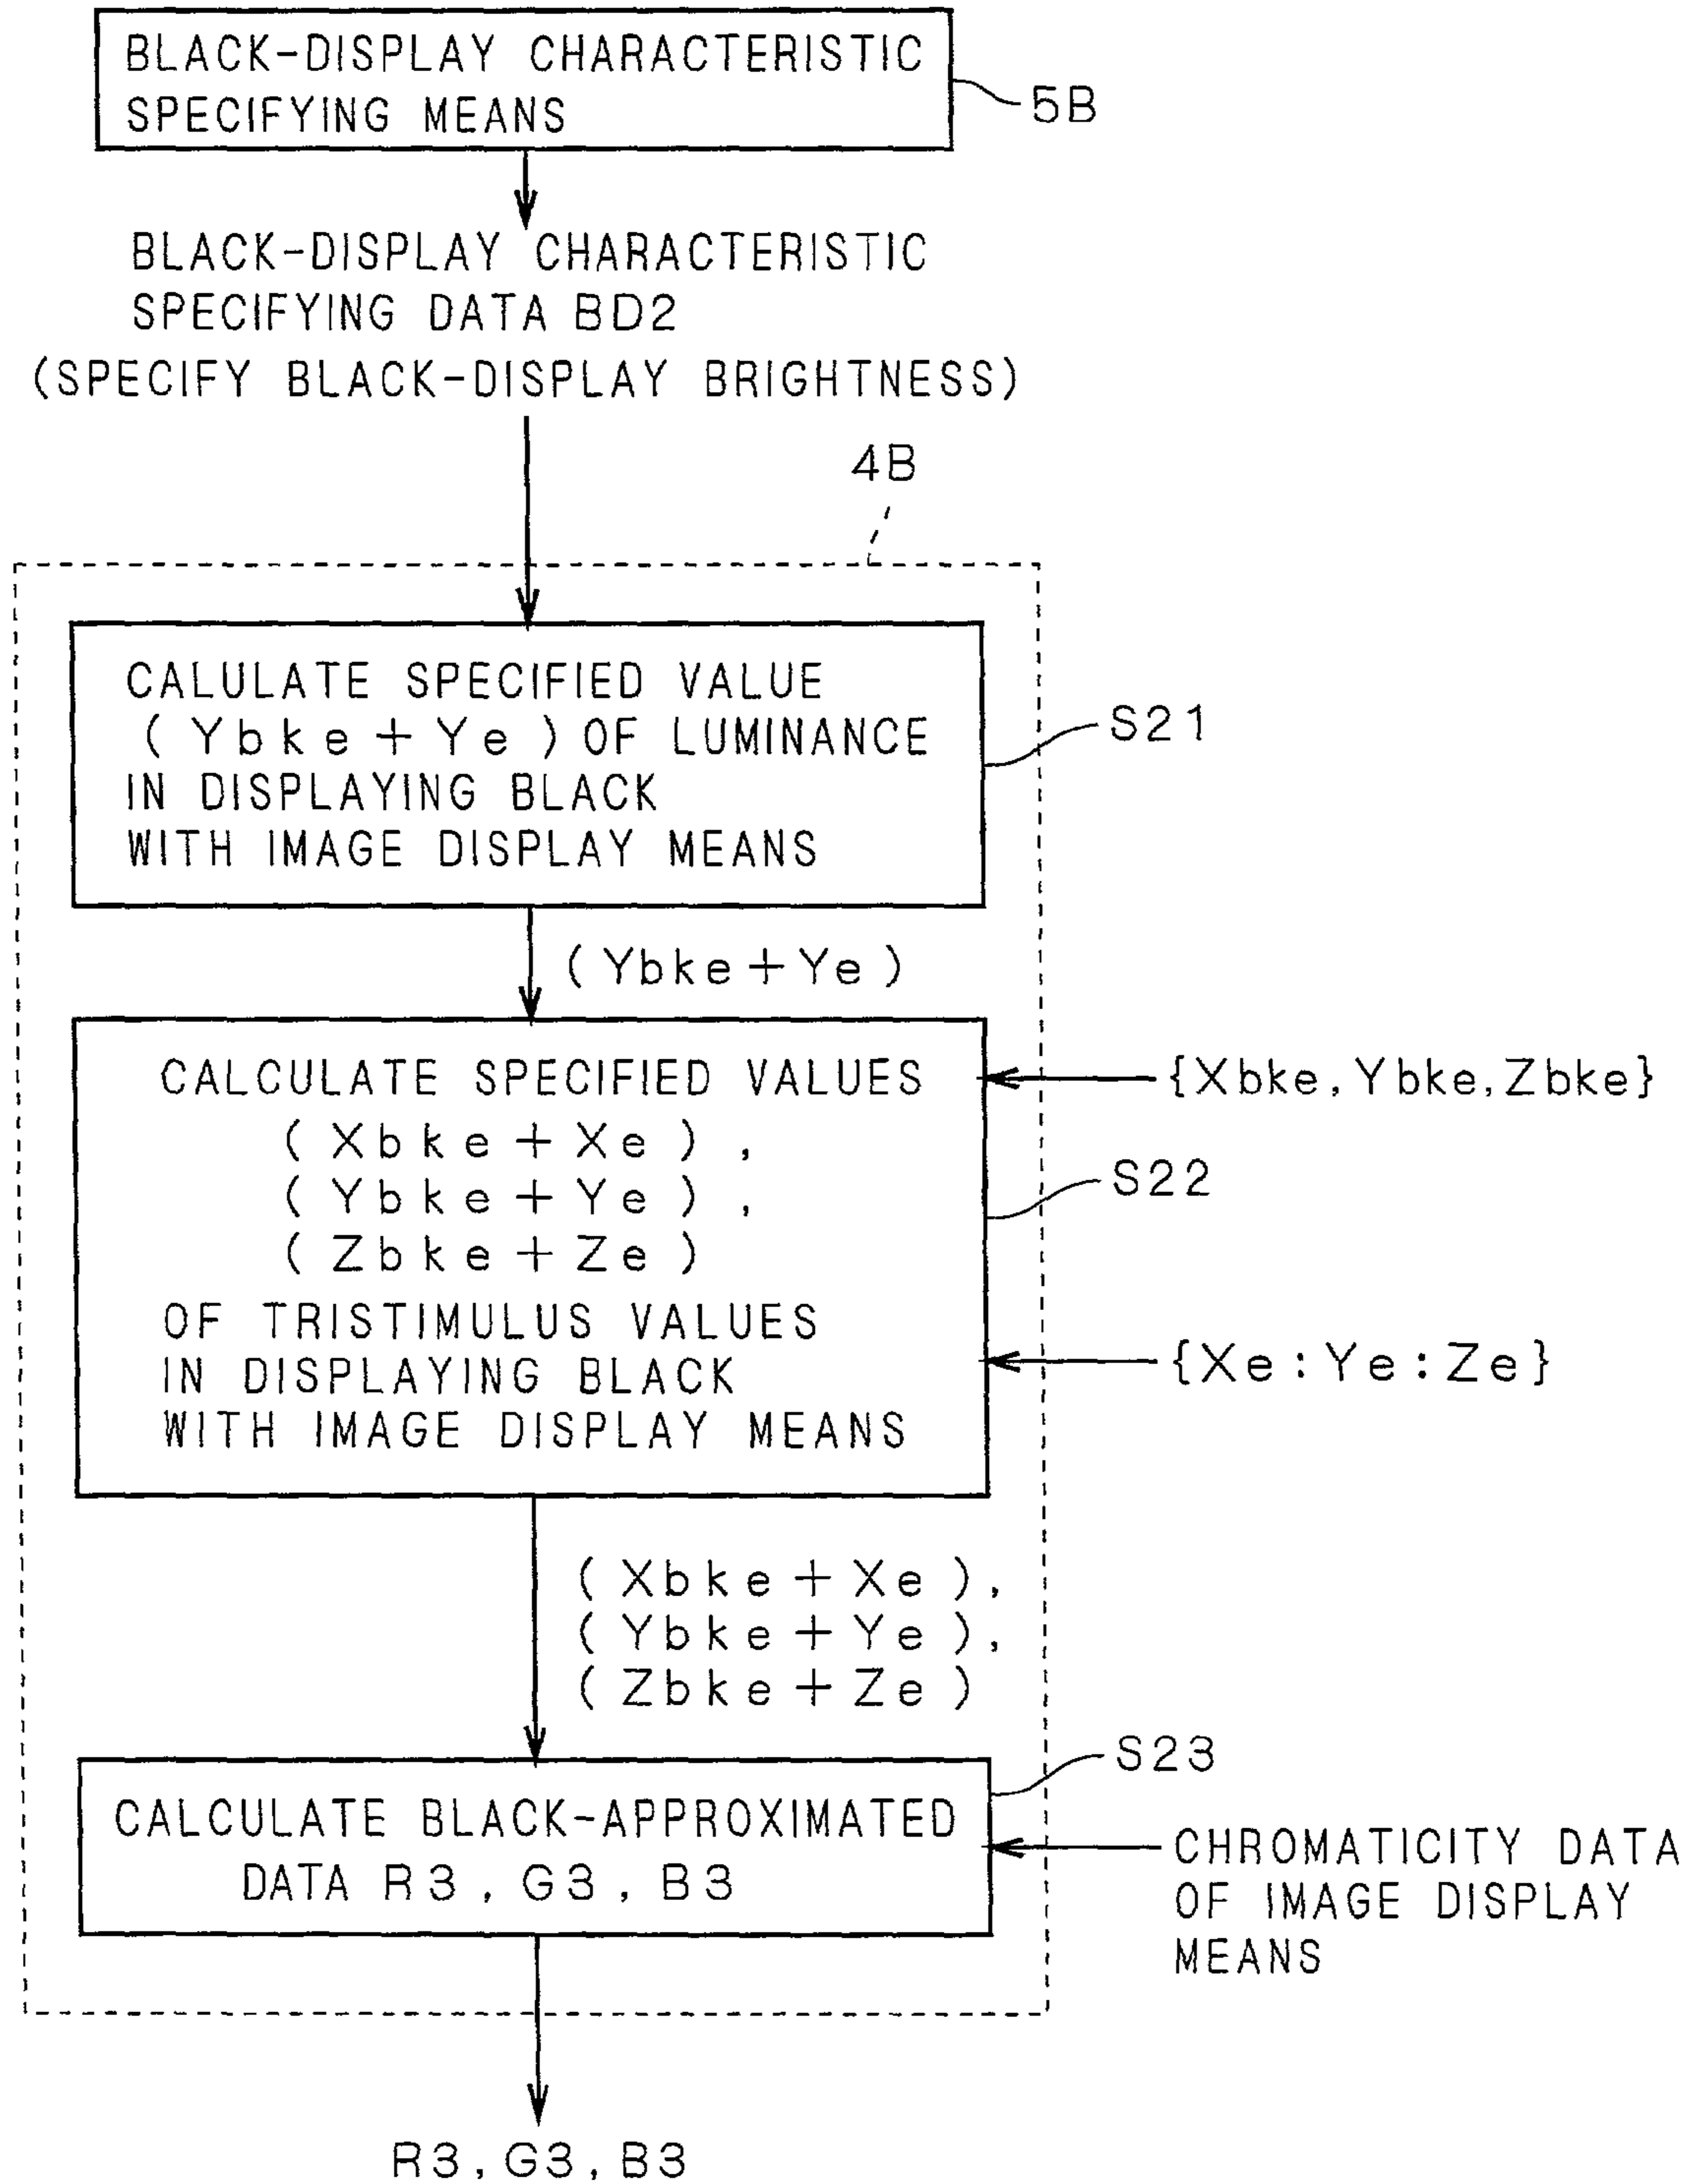 BLACK-DISPLAY CHARACTERISTIC
SPECIFYING MEANS
5B
BLACK-DISPLAY CHARACTERISTIC
SPECIFYING DATA BD2
(SPECIFY BLACK-DISPLAY BRIGHTNESS)
4B
CALULATE SPECIFIED VALUE
(Ybke+Ye) OF LUMINANCE
IN DISPLAYING BLACK
WITH IMAGE DISPLAY MEANS
S21
(Ybke+Ye)
CALCULATE SPECIFIED VALUES
(Xbke+Xe),
(Ybke+Ye),
(Zbke+Ze)
OF TRISTIMULUS VALUES
IN DISPLAYING BLACK
WITH IMAGE DISPLAY MEANS
{Xbke,Ybke,Zbke}
S22
{Xe:Ye:Ze}
(Xbke+Xe),
(Ybke+Ye),
(Zbke+Ze)
S23
CALCULATE BLACK-APPROXIMATED
DATA R3,G3,B3
CHROMATICITY DATA
OF IMAGE DISPLAY
MEANS
R3,G3,B3